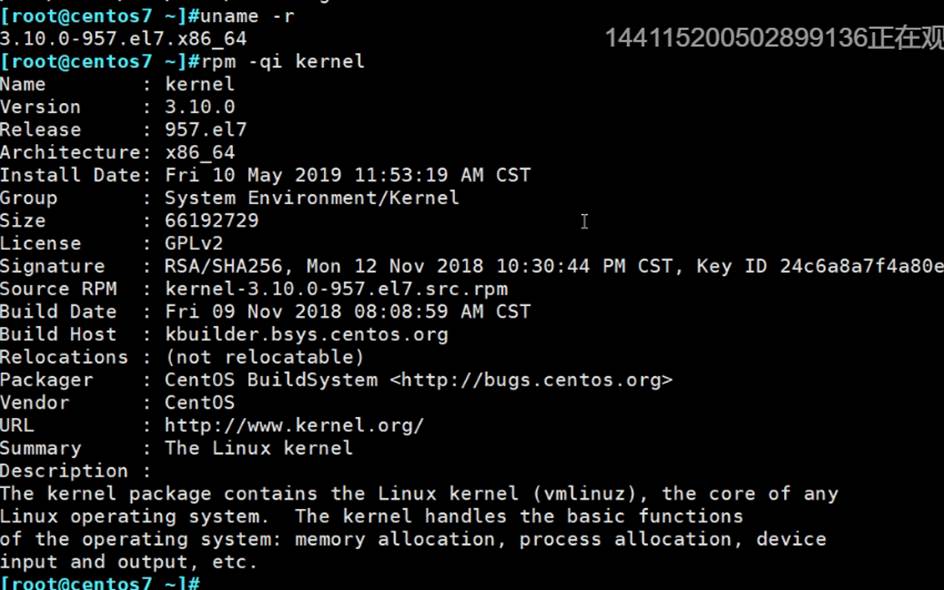 [root@centos7 ~]#uname -r
3.10.0-957.el7.x86_64
144115200502899136正在观
[root@centos7 ~]#rpm -qi kernel
Name        : kernel
Version     : 3.10.0
Release     : 957.el7
Architecture: x86_64
Install Date: Fri 10 May 2019 11:53:19 AM CST
Group       : System Environment/Kernel
Size        : 66192729
License     : GPLv2
Signature   : RSA/SHA256, Mon 12 Nov 2018 10:30:44 PM CST, Key ID 24c6a8a7f4a80e
Source RPM  : kernel-3.10.0-957.el7.src.rpm
Build Date  : Fri 09 Nov 2018 08:08:59 AM CST
Build Host  : kbuilder.bsys.centos.org
Relocations : (not relocatable)
Packager    : CentOS BuildSystem <http://bugs.centos.org>
Vendor      : CentOS
URL         : http://www.kernel.org/
Summary     : The Linux kernel
Description :
The kernel package contains the Linux kernel (vmlinuz), the core of any
Linux operating system.  The kernel handles the basic functions
of the operating system: memory allocation, process allocation, device
input and output, etc.
[root@centos7 ~]#